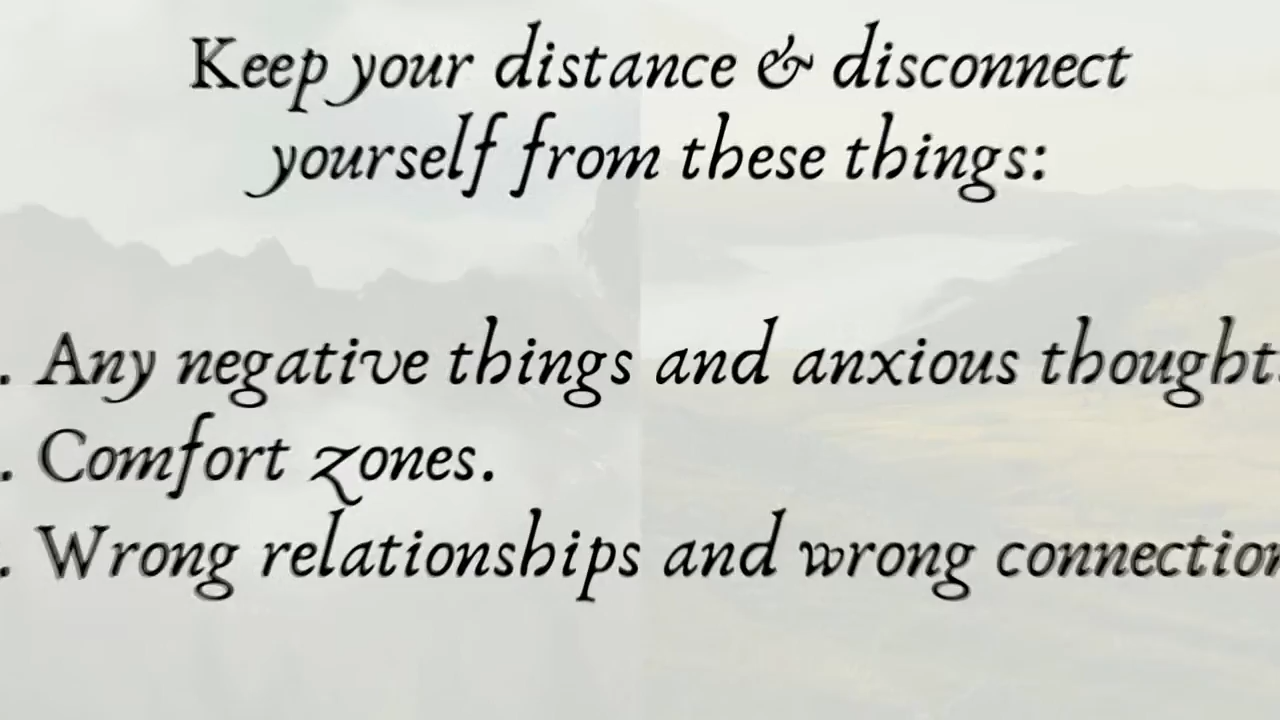 Keep your distance & disconnect
yourself from these things:
. Any negative things and anxious thought
. Comfort zones.
. Wrong relationships and wrong connection